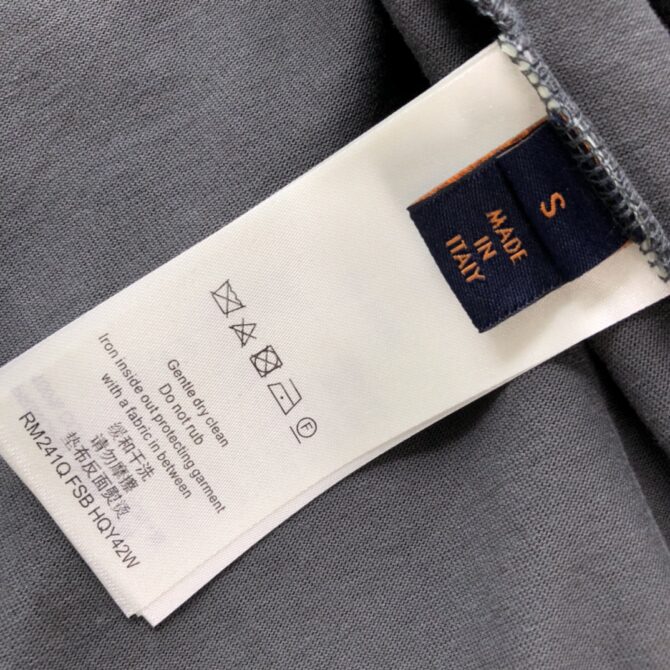 S
MADE
IN
ITALY
F
Gentle dry clean
Do not rub
Iron inside out protecting garment
with a fabric in between
缓和干洗
请勿摩擦
垫布反面熨烫
RM241Q FSB HQY42W